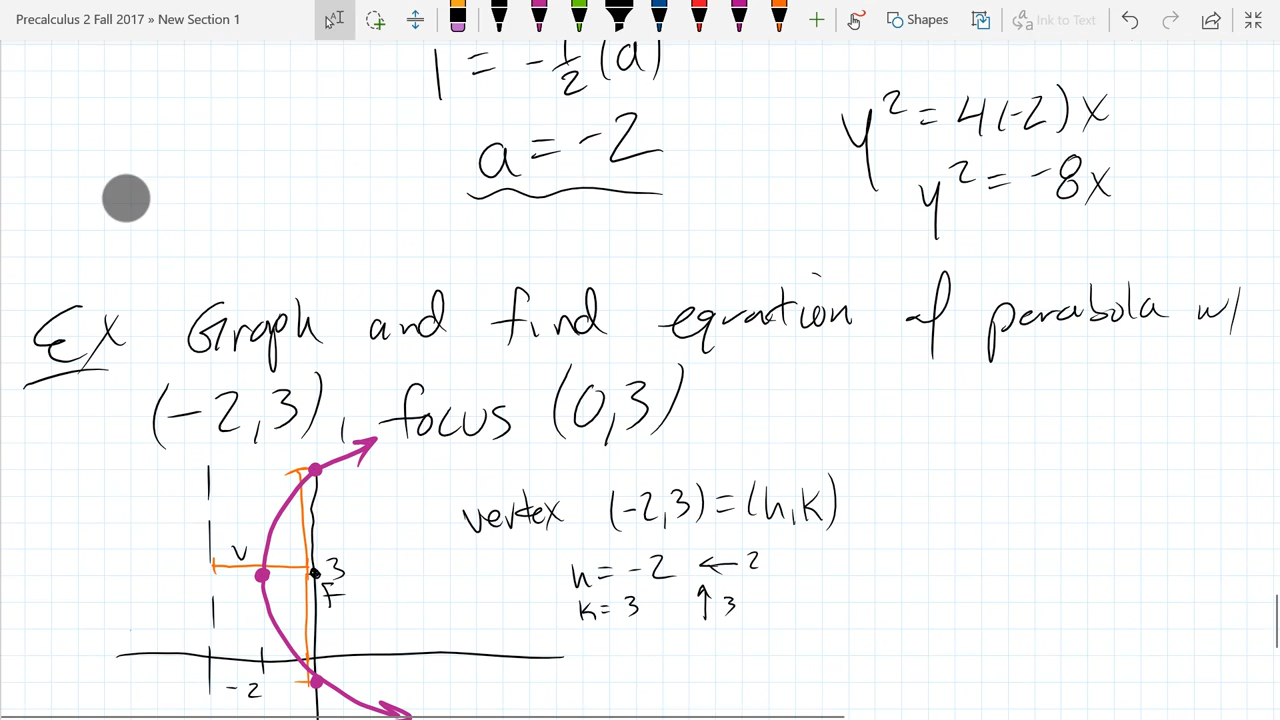 Precalculus 2 Fall 2017 » New Section 1
Shapes
Ink to Text
1 = -1/2 (a)
a = -2
y² = 4(-2)x
y² = -8x
Ex Graph and find equation of parabola w/
(-2,3), focus (0,3)
V
3
F
-2
vertex (-2,3) = (h,k)
h = -2 ← 2
k = 3 ↑ 3